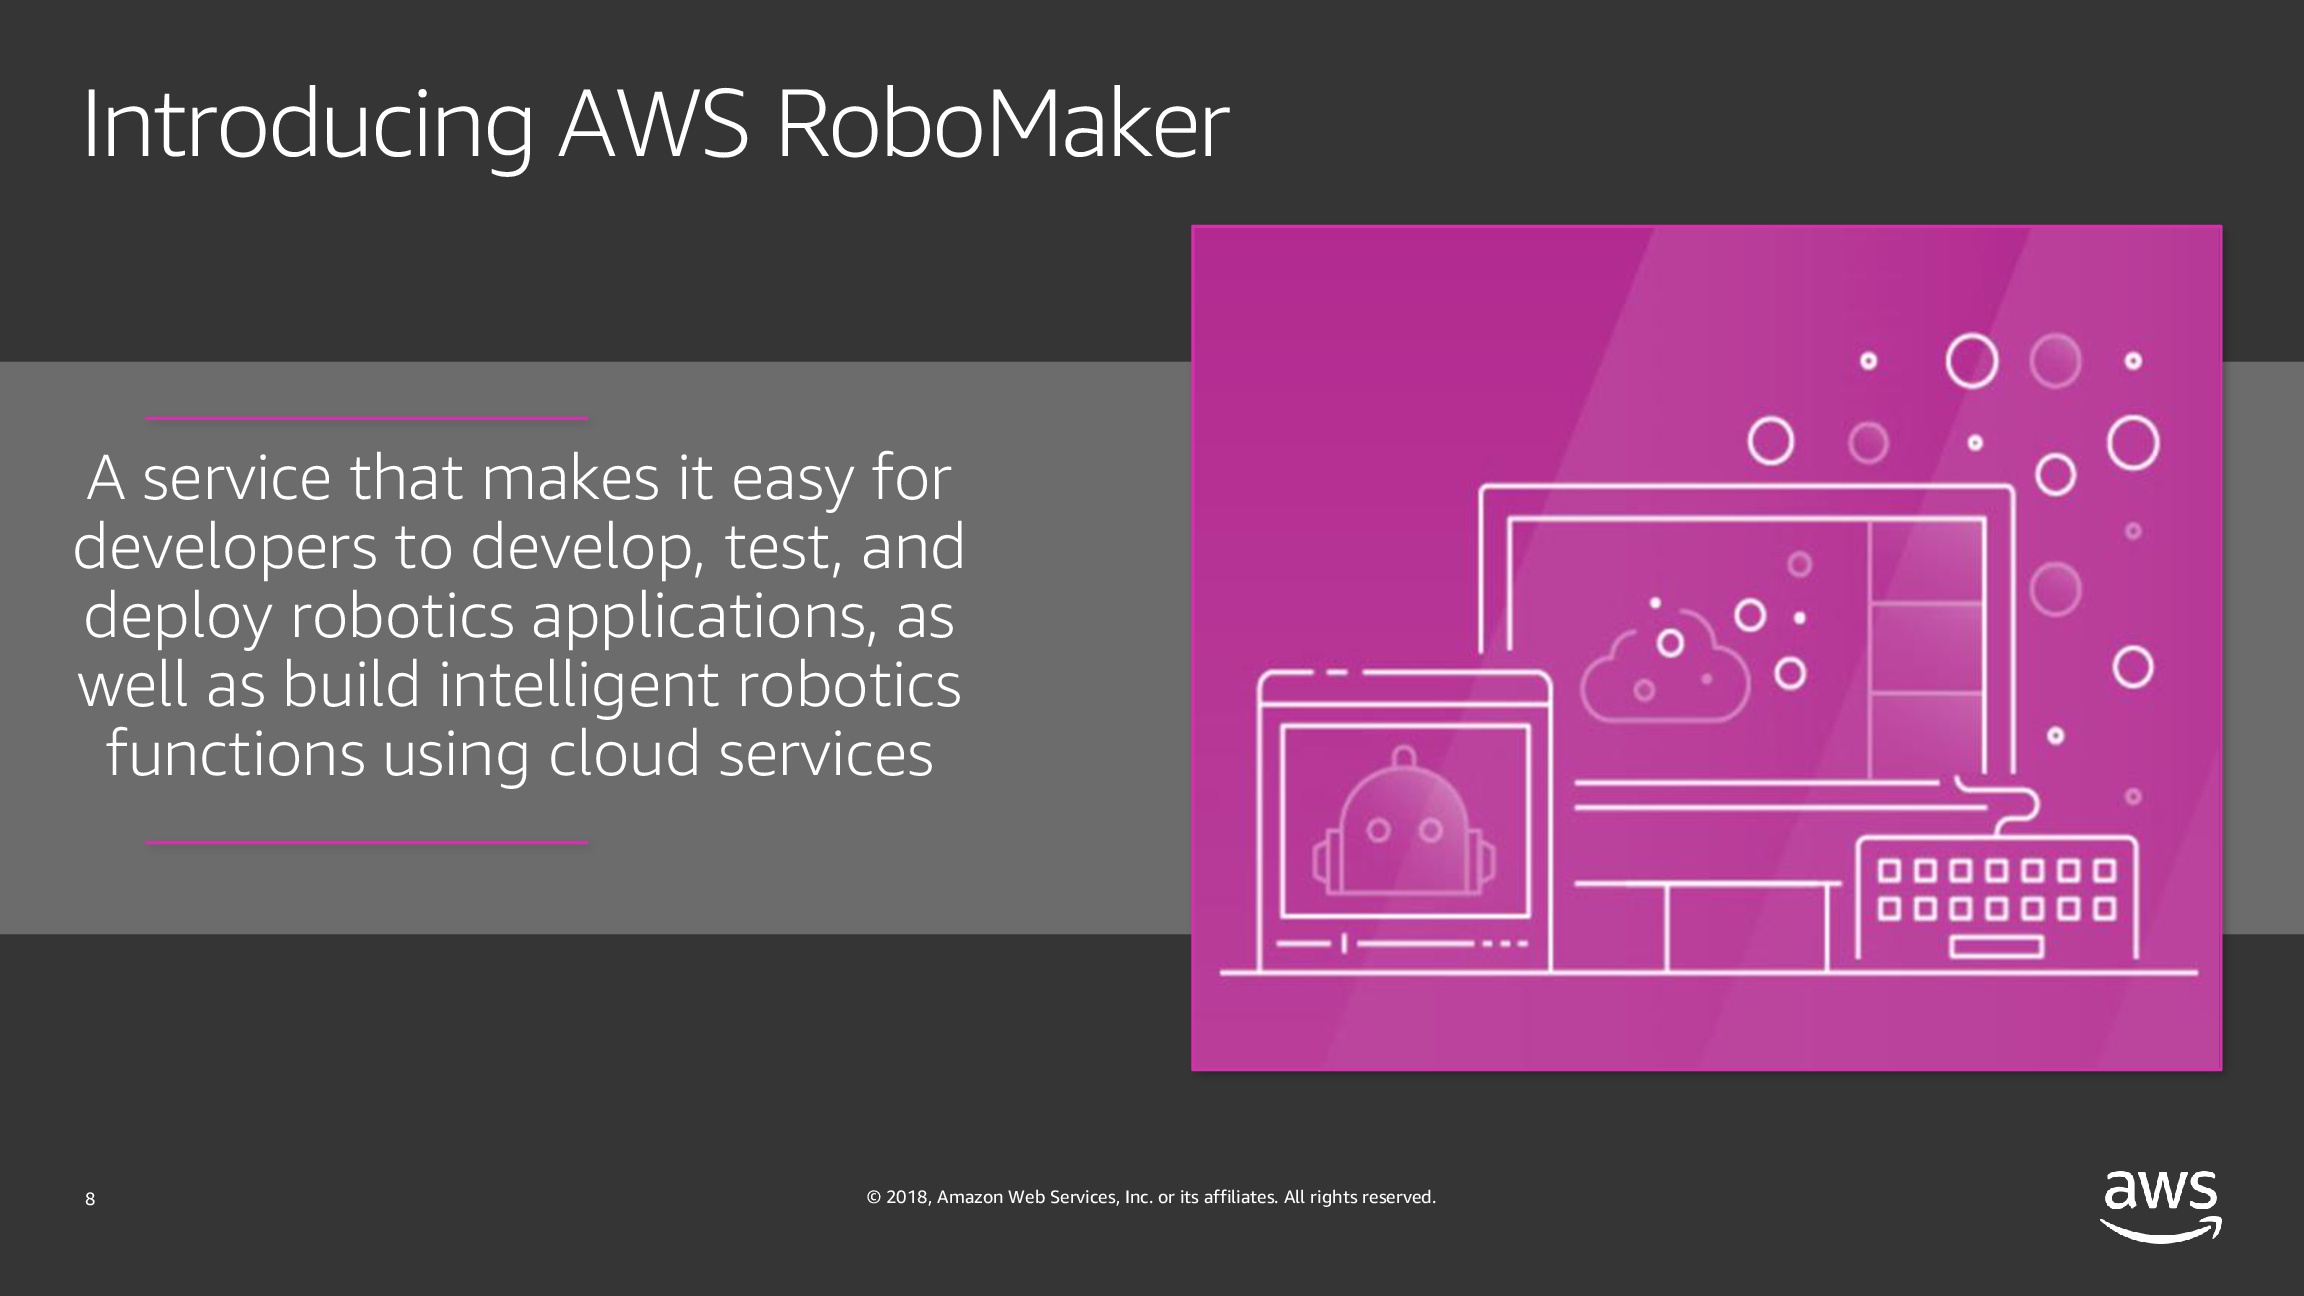 Introducing AWS RoboMaker
A service that makes it easy for
developers to develop, test, and
deploy robotics applications, as
well as build intelligent robotics
functions using cloud services
8
© 2018, Amazon Web Services, Inc. or its affiliates. All rights reserved.
aws